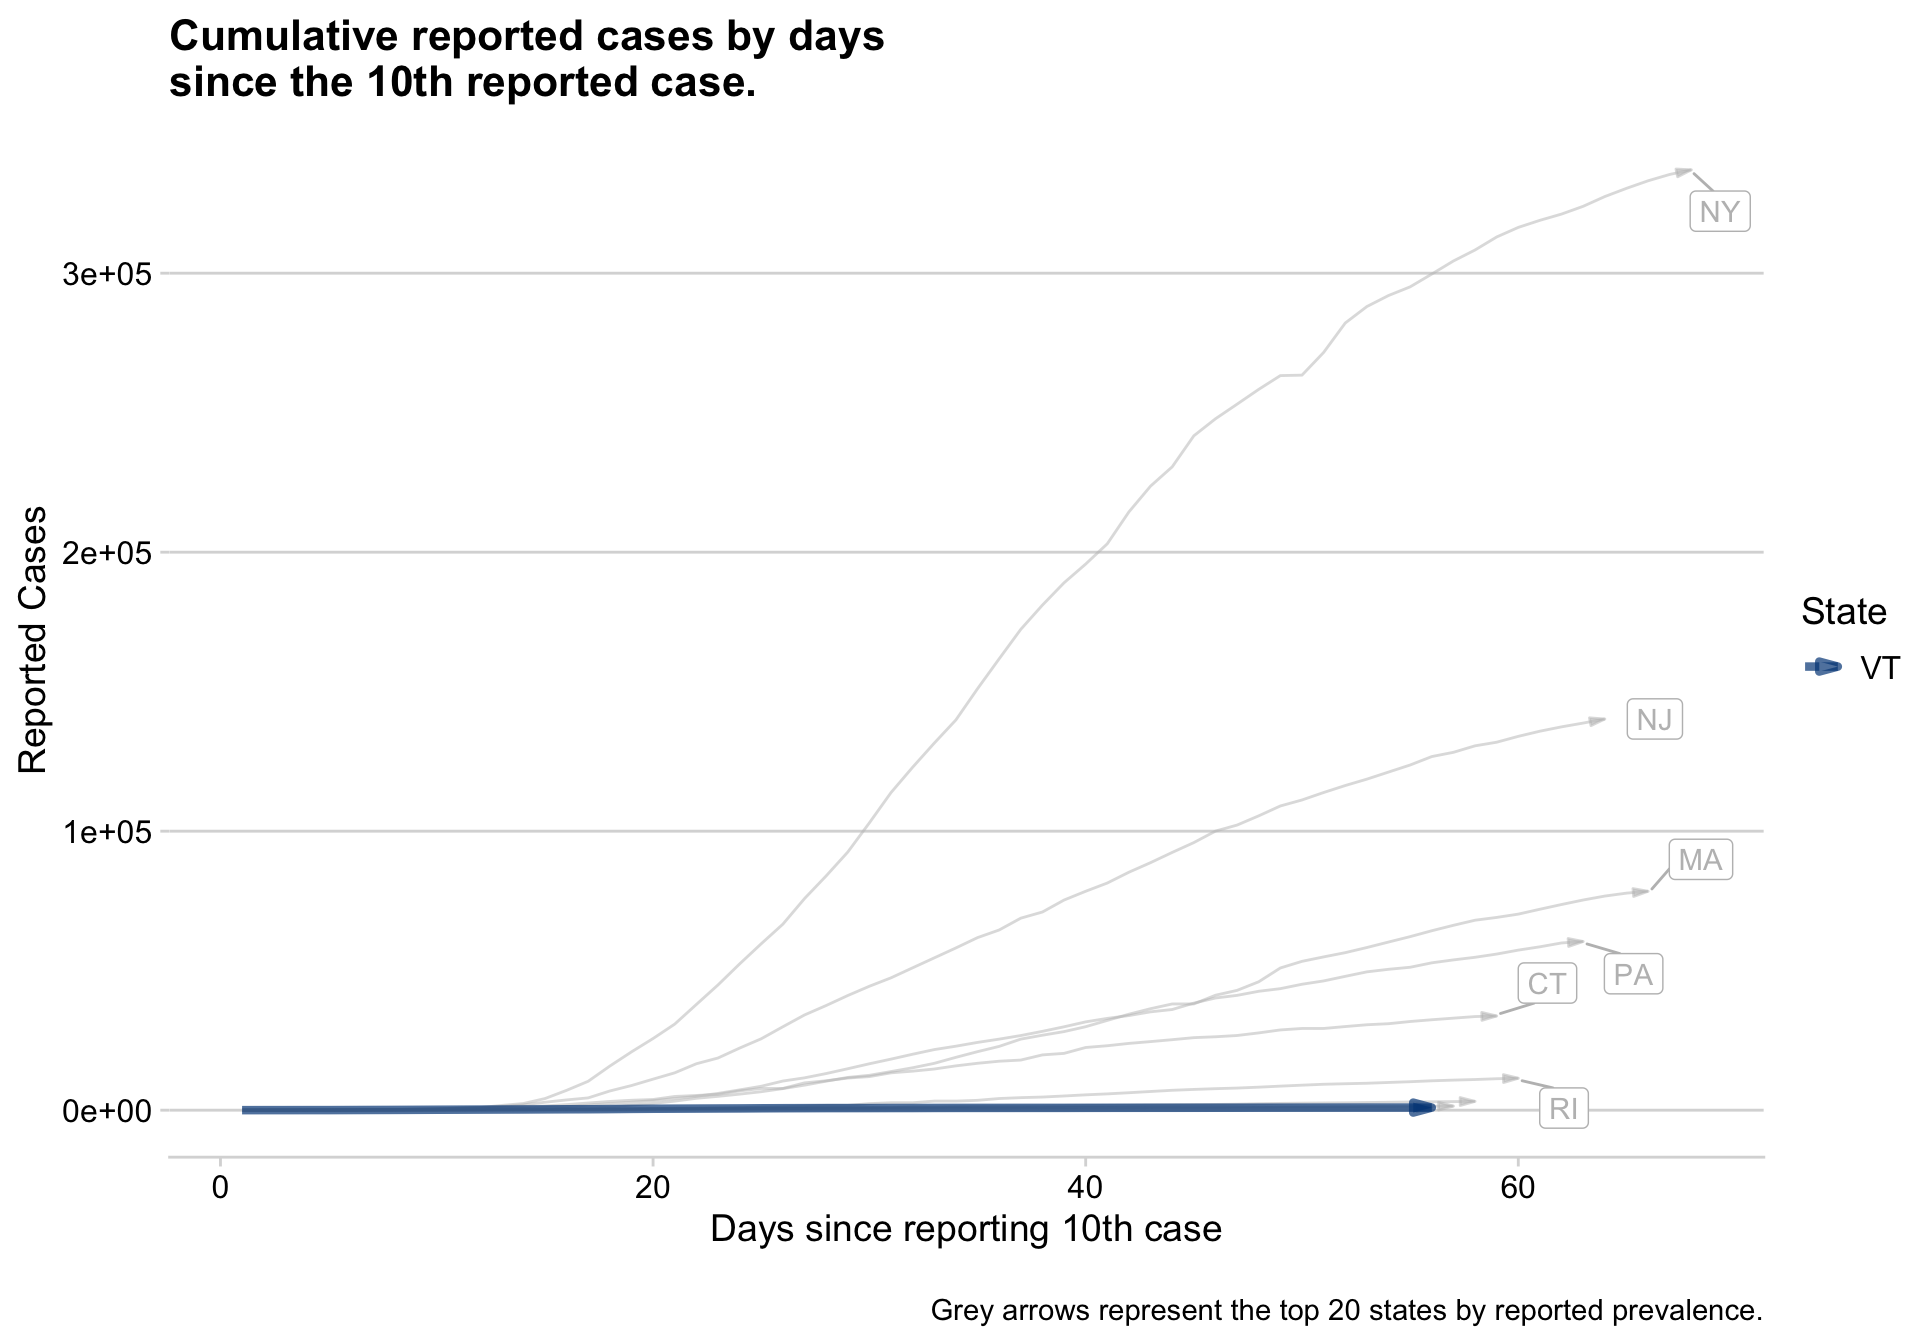 Cumulative reported cases by days
since the 10th reported case.
NY
3e+05
Reported Cases
2e+05
State
VT
NJ
1e+05
MA
PA
CT
RI
0e+00
0
20
40
60
Days since reporting 10th case
Grey arrows represent the top 20 states by reported prevalence.